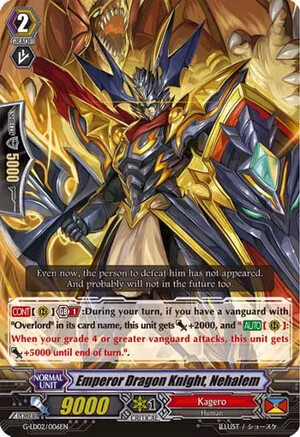 2
GRADE
5000
Even now, the person to defeat him has not appeared.
And probably will not in the future too.
CONT [ ] GB 1 :During your turn, if you have a vanguard with
"Overlord" in its card name, this unit gets +2000, and " AUTO [ ] :
When your grade 4 or greater vanguard attacks, this unit gets
+5000 until end of turn.".
NORMAL UNIT
Emperor Dragon Knight, Nehalem
9000
1
CRITICAL
Kagero
Human
POWER
G-LD02/006EN
ILLUST / ショースケ